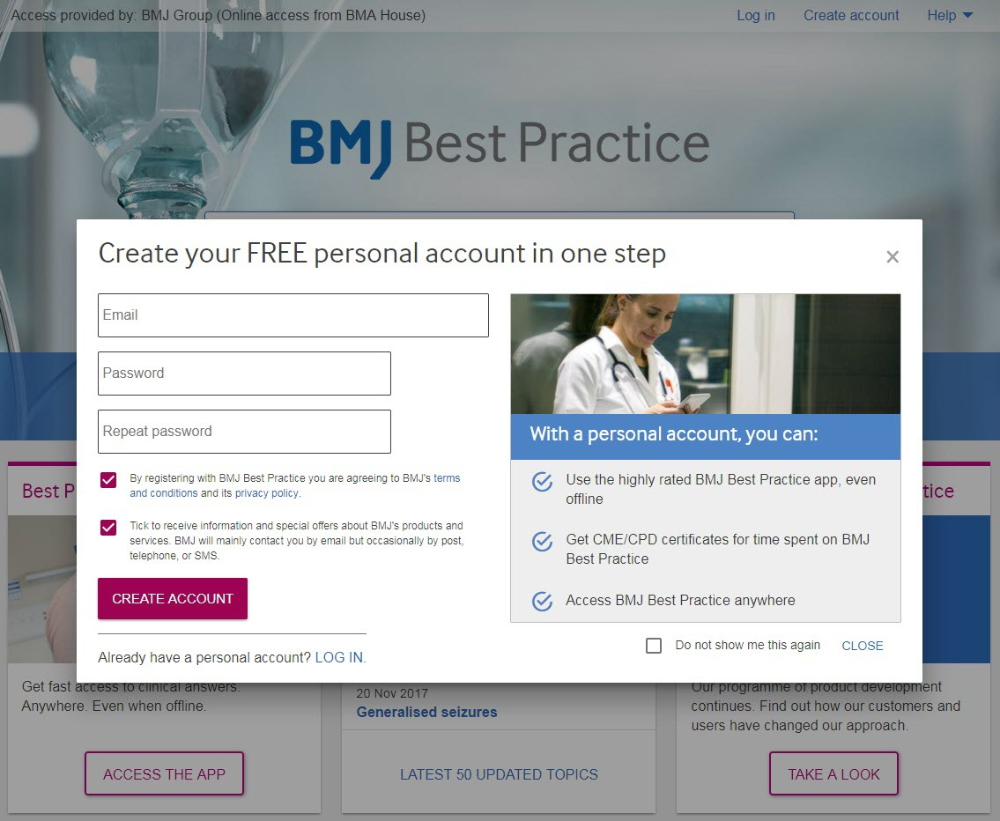 Access provided by: BMJ Group (Online access from BMA House)
Log in
Create account
Help
BMJ Best Practice
Create your FREE personal account in one step
×
Email
Password
Repeat password
By registering with BMJ Best Practice you are agreeing to BMJ's terms
and conditions and its privacy policy.
Tick to receive information and special offers about BMJ's products and
services. BMJ will mainly contact you by email but occasionally by post,
telephone, or SMS.
CREATE ACCOUNT
Already have a personal account? LOG IN.
With a personal account, you can:
Use the highly rated BMJ Best Practice app, even
offline
Get CME/CPD certificates for time spent on BMJ
Best Practice
Access BMJ Best Practice anywhere
Do not show me this again
CLOSE
Best P
tice
Get fast access to clinical answers.
Anywhere. Even when offline.
ACCESS THE APP
20 Nov 2017
Generalised seizures
LATEST 50 UPDATED TOPICS
Our programme of product development
continues. Find out how our customers and
users have changed our approach.
TAKE A LOOK